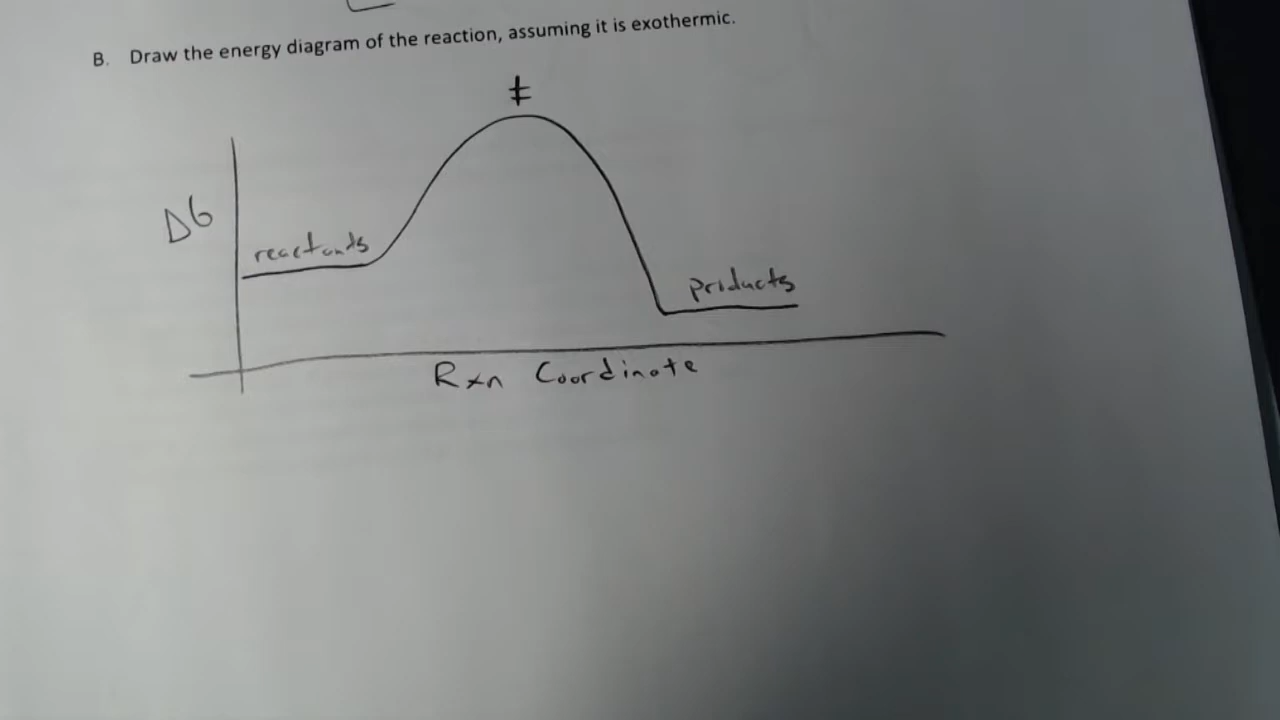 B. Draw the energy diagram of the reaction, assuming it is exothermic.
‡
ΔG
reactants
products
Rxn Coordinate